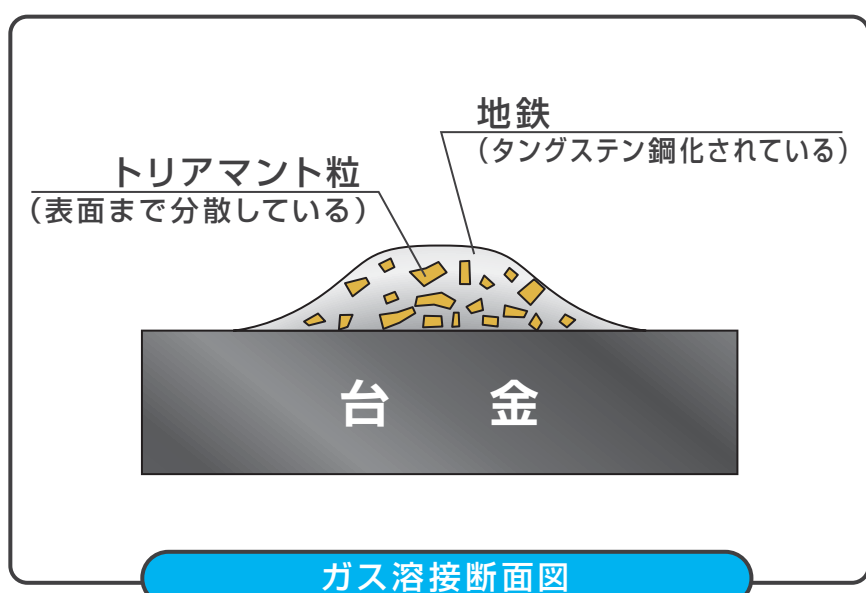 地鉄
（タングステン鋼化されている）
トリアマント粒
（表面まで分散している）
台 金
ガス溶接断面図